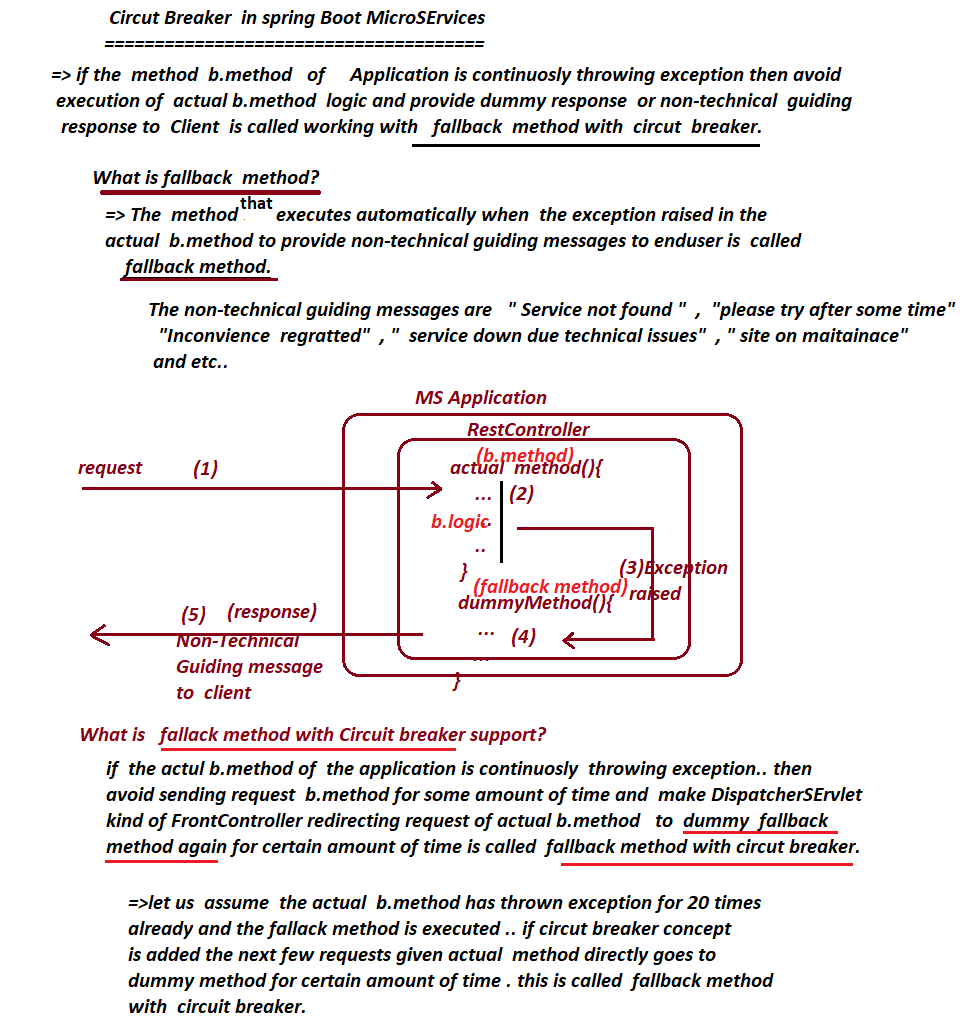 Circut Breaker in spring Boot MicroSErvices
======================================
=> if the method b.method of Application is continuosly throwing exception then avoid
execution of actual b.method logic and provide dummy response or non-technical guiding
response to Client is called working with fallback method with circut breaker.
What is fallback method?
=> The method that executes automatically when the exception raised in the
actual b.method to provide non-technical guiding messages to enduser is called
fallback method.
The non-technical guiding messages are " Service not found " , "please try after some time"
"Inconvience regratted" , " service down due technical issues" , " site on maitainace"
and etc..
MS Application
RestController
(b.method)
request (1) actual method(){
... (2)
b.logic ..
..
}
(3)Exception
raised
(fallback method)
dummyMethod(){
(5) (response)
... (4)
Non-Technical
...
Guiding message
}
to client
What is fallack method with Circuit breaker support?
if the actul b.method of the application is continuosly throwing exception.. then
avoid sending request b.method for some amount of time and make DispatcherSErvlet
kind of FrontController redirecting request of actual b.method to dummy fallback
method again for certain amount of time is called fallback method with circut breaker.
=>let us assume the actual b.method has thrown exception for 20 times
already and the fallack method is executed .. if circut breaker concept
is added the next few requests given actual method directly goes to
dummy method for certain amount of time . this is called fallback method
with circuit breaker.